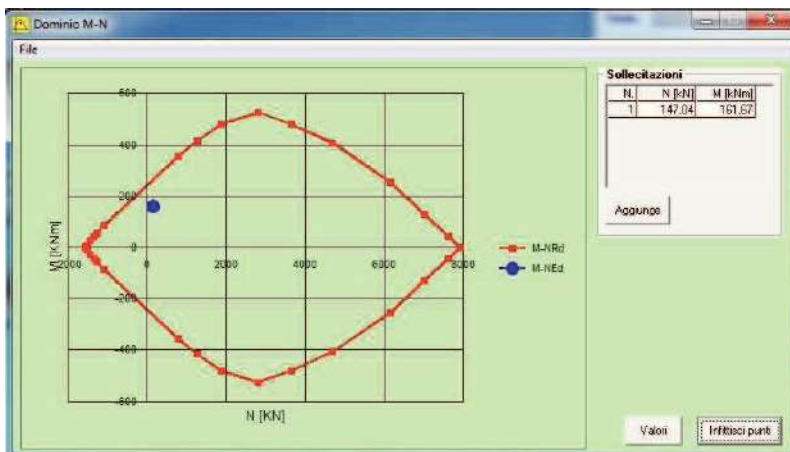 Dominio M-N
File
Sollecitazioni
N. N [kN] M [kNm]
1 147.04 161.67
Aggiunge
600
400
200
0
-200
-400
-600
-2000 0 2000 4000 6000 8000
M [KNm]
N [KN]
M-NRd
M-NEd
Valori
Infittisci punti